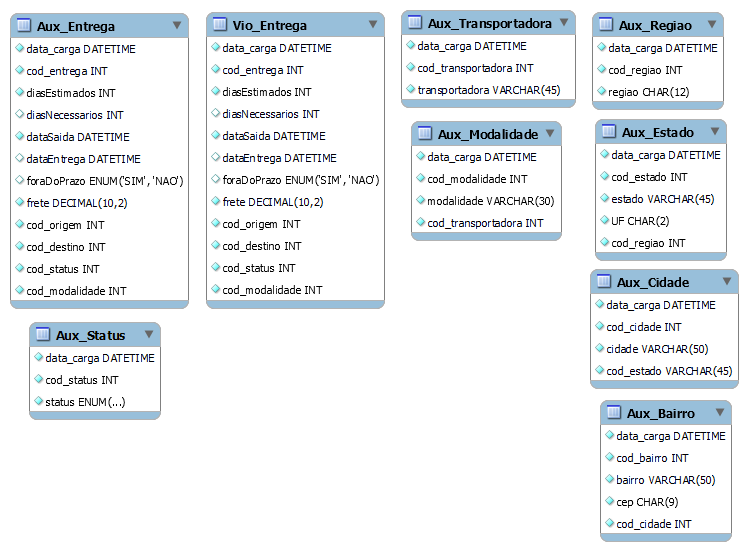 Aux_Entrega
data_carga DATETIME
cod_entrega INT
diasEstimados INT
diasNecessarios INT
dataSaida DATETIME
dataEntrega DATETIME
foraDoPrazo ENUM('SIM', 'NAO')
frete DECIMAL(10,2)
cod_origem INT
cod_destino INT
cod_status INT
cod_modalidade INT
Vio_Entrega
data_carga DATETIME
cod_entrega INT
diasEstimados INT
diasNecessarios INT
dataSaida DATETIME
dataEntrega DATETIME
foraDoPrazo ENUM('SIM', 'NAO')
frete DECIMAL(10,2)
cod_origem INT
cod_destino INT
cod_status INT
cod_modalidade INT
Aux_Transportadora
data_carga DATETIME
cod_transportadora INT
transportadora VARCHAR(45)
Aux_Regiao
data_carga DATETIME
cod_regiao INT
regiao CHAR(12)
Aux_Modalidade
data_carga DATETIME
cod_modalidade INT
modalidade VARCHAR(30)
cod_transportadora INT
Aux_Estado
data_carga DATETIME
cod_estado INT
estado VARCHAR(45)
UF CHAR(2)
cod_regiao INT
Aux_Cidade
data_carga DATETIME
cod_cidade INT
cidade VARCHAR(50)
cod_estado VARCHAR(45)
Aux_Status
data_carga DATETIME
cod_status INT
status ENUM(...)
Aux_Bairro
data_carga DATETIME
cod_bairro INT
bairro VARCHAR(50)
cep CHAR(9)
cod_cidade INT